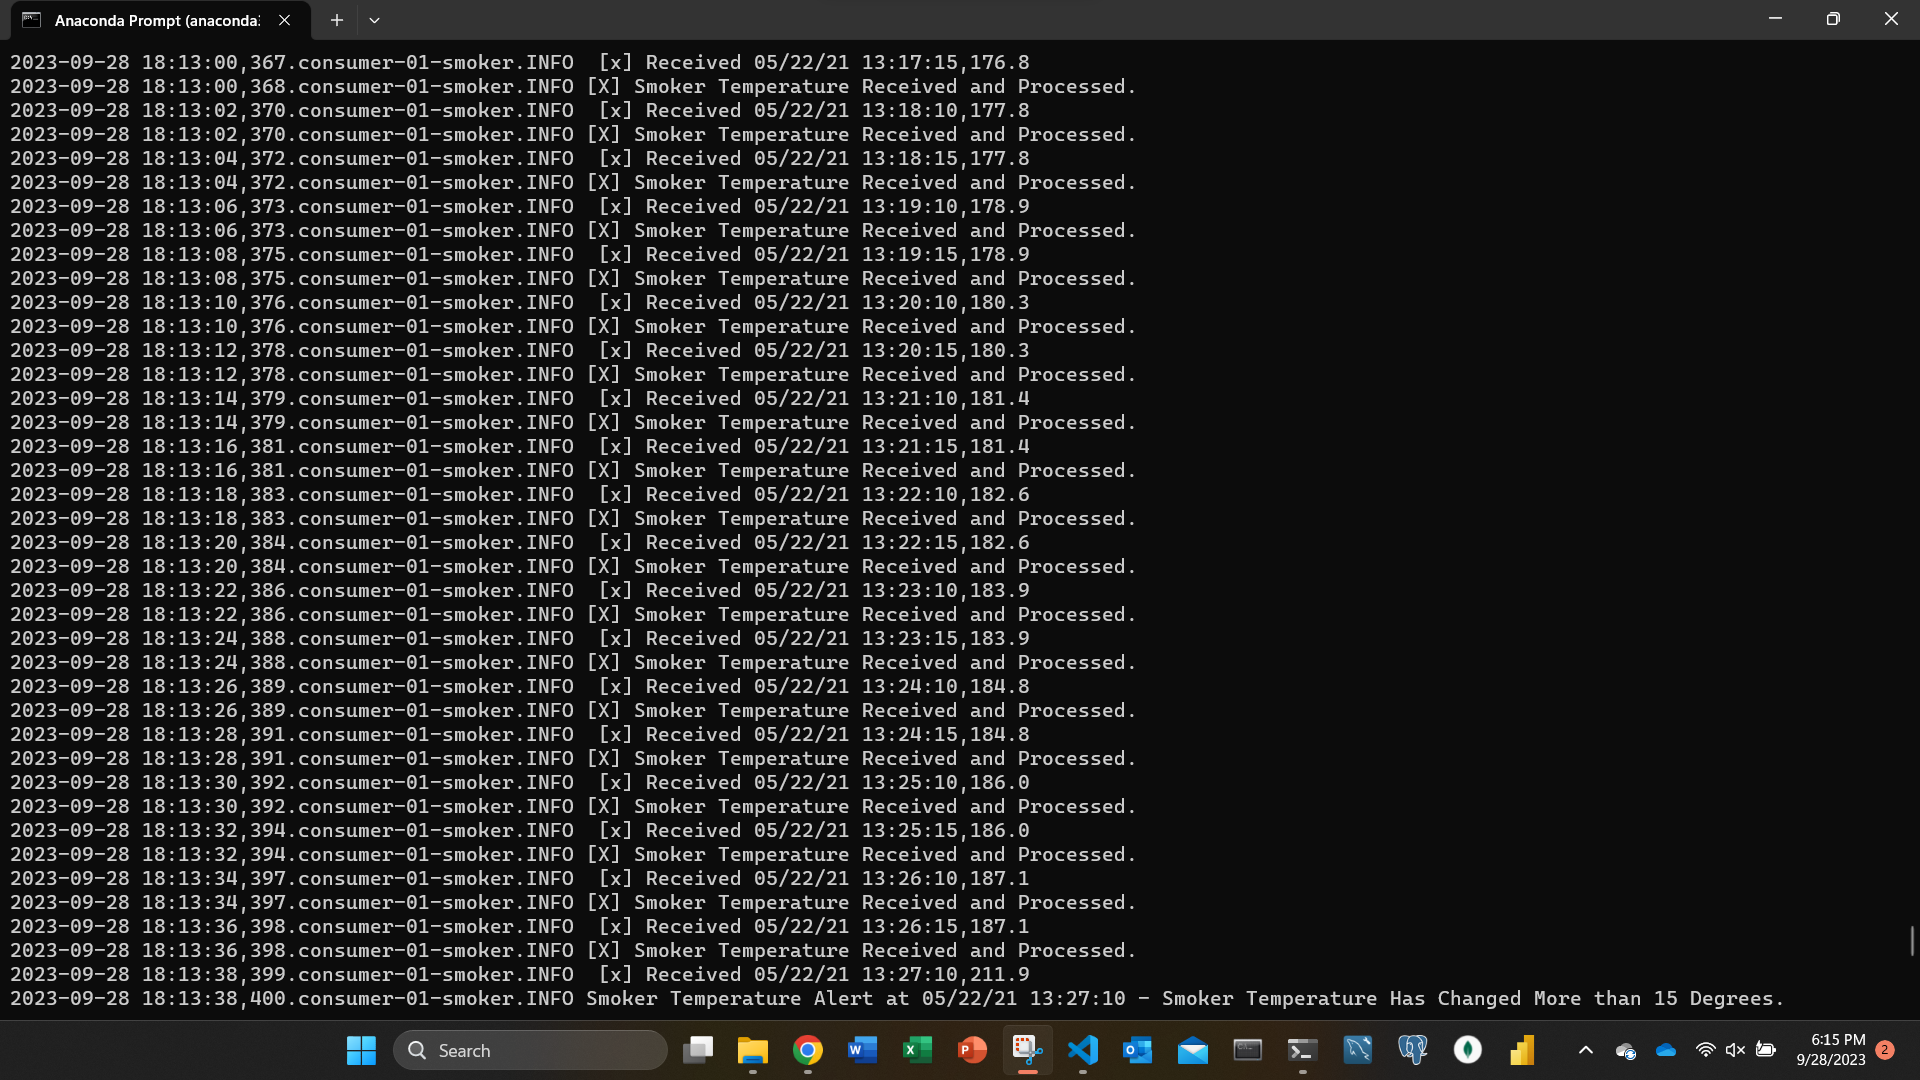 Anaconda Prompt (anaconda:
2023-09-28 18:13:00,367.consumer-01-smoker.INFO  [x] Received 05/22/21 13:17:15,176.8
2023-09-28 18:13:00,368.consumer-01-smoker.INFO [X] Smoker Temperature Received and Processed.
2023-09-28 18:13:02,370.consumer-01-smoker.INFO  [x] Received 05/22/21 13:18:10,177.8
2023-09-28 18:13:02,370.consumer-01-smoker.INFO [X] Smoker Temperature Received and Processed.
2023-09-28 18:13:04,372.consumer-01-smoker.INFO  [x] Received 05/22/21 13:18:15,177.8
2023-09-28 18:13:04,372.consumer-01-smoker.INFO [X] Smoker Temperature Received and Processed.
2023-09-28 18:13:06,373.consumer-01-smoker.INFO  [x] Received 05/22/21 13:19:10,178.9
2023-09-28 18:13:06,373.consumer-01-smoker.INFO [X] Smoker Temperature Received and Processed.
2023-09-28 18:13:08,375.consumer-01-smoker.INFO  [x] Received 05/22/21 13:19:15,178.9
2023-09-28 18:13:08,375.consumer-01-smoker.INFO [X] Smoker Temperature Received and Processed.
2023-09-28 18:13:10,376.consumer-01-smoker.INFO  [x] Received 05/22/21 13:20:10,180.3
2023-09-28 18:13:10,376.consumer-01-smoker.INFO [X] Smoker Temperature Received and Processed.
2023-09-28 18:13:12,378.consumer-01-smoker.INFO  [x] Received 05/22/21 13:20:15,180.3
2023-09-28 18:13:12,378.consumer-01-smoker.INFO [X] Smoker Temperature Received and Processed.
2023-09-28 18:13:14,379.consumer-01-smoker.INFO  [x] Received 05/22/21 13:21:10,181.4
2023-09-28 18:13:14,379.consumer-01-smoker.INFO [X] Smoker Temperature Received and Processed.
2023-09-28 18:13:16,381.consumer-01-smoker.INFO  [x] Received 05/22/21 13:21:15,181.4
2023-09-28 18:13:16,381.consumer-01-smoker.INFO [X] Smoker Temperature Received and Processed.
2023-09-28 18:13:18,383.consumer-01-smoker.INFO  [x] Received 05/22/21 13:22:10,182.6
2023-09-28 18:13:18,383.consumer-01-smoker.INFO [X] Smoker Temperature Received and Processed.
2023-09-28 18:13:20,384.consumer-01-smoker.INFO  [x] Received 05/22/21 13:22:15,182.6
2023-09-28 18:13:20,384.consumer-01-smoker.INFO [X] Smoker Temperature Received and Processed.
2023-09-28 18:13:22,386.consumer-01-smoker.INFO  [x] Received 05/22/21 13:23:10,183.9
2023-09-28 18:13:22,386.consumer-01-smoker.INFO [X] Smoker Temperature Received and Processed.
2023-09-28 18:13:24,388.consumer-01-smoker.INFO  [x] Received 05/22/21 13:23:15,183.9
2023-09-28 18:13:24,388.consumer-01-smoker.INFO [X] Smoker Temperature Received and Processed.
2023-09-28 18:13:26,389.consumer-01-smoker.INFO  [x] Received 05/22/21 13:24:10,184.8
2023-09-28 18:13:26,389.consumer-01-smoker.INFO [X] Smoker Temperature Received and Processed.
2023-09-28 18:13:28,391.consumer-01-smoker.INFO  [x] Received 05/22/21 13:24:15,184.8
2023-09-28 18:13:28,391.consumer-01-smoker.INFO [X] Smoker Temperature Received and Processed.
2023-09-28 18:13:30,392.consumer-01-smoker.INFO  [x] Received 05/22/21 13:25:10,186.0
2023-09-28 18:13:30,392.consumer-01-smoker.INFO [X] Smoker Temperature Received and Processed.
2023-09-28 18:13:32,394.consumer-01-smoker.INFO  [x] Received 05/22/21 13:25:15,186.0
2023-09-28 18:13:32,394.consumer-01-smoker.INFO [X] Smoker Temperature Received and Processed.
2023-09-28 18:13:34,397.consumer-01-smoker.INFO  [x] Received 05/22/21 13:26:10,187.1
2023-09-28 18:13:34,397.consumer-01-smoker.INFO [X] Smoker Temperature Received and Processed.
2023-09-28 18:13:36,398.consumer-01-smoker.INFO  [x] Received 05/22/21 13:26:15,187.1
2023-09-28 18:13:36,398.consumer-01-smoker.INFO [X] Smoker Temperature Received and Processed.
2023-09-28 18:13:38,399.consumer-01-smoker.INFO  [x] Received 05/22/21 13:27:10,211.9
2023-09-28 18:13:38,400.consumer-01-smoker.INFO Smoker Temperature Alert at 05/22/21 13:27:10 - Smoker Temperature Has Changed More than 15 Degrees.
Search
6:15 PM
9/28/2023
2